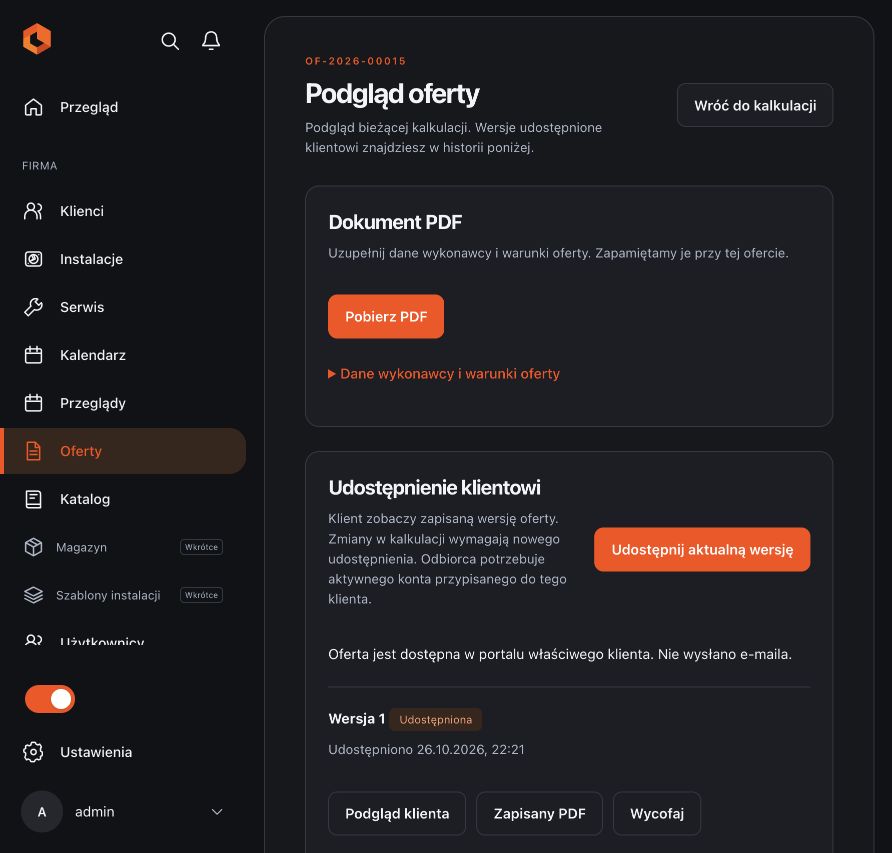 Przegląd
FIRMA
Klienci
Instalacje
Serwis
Kalendarz
Przeglądy
Oferty
Katalog
Magazyn Wkrótce
Szablony instalacji Wkrótce
Użytkownicy
Ustawienia
A admin
OF-2026-00015
Podgląd oferty
Podgląd bieżącej kalkulacji. Wersje udostępnione
klientowi znajdziesz w historii poniżej.
Wróć do kalkulacji
Dokument PDF
Uzupełnij dane wykonawcy i warunki oferty. Zapamiętamy je przy tej ofercie.
Pobierz PDF
Dane wykonawcy i warunki oferty
Udostępnienie klientowi
Klient zobaczy zapisaną wersję oferty.
Zmiany w kalkulacji wymagają nowego
udostępnienia. Odbiorca potrzebuje
aktywnego konta przypisanego do tego
klienta.
Udostępnij aktualną wersję
Oferta jest dostępna w portalu właściwego klienta. Nie wysłano e-maila.
Wersja 1 Udostępniona
Udostępniono 26.10.2026, 22:21
Podgląd klienta Zapisany PDF Wycofaj